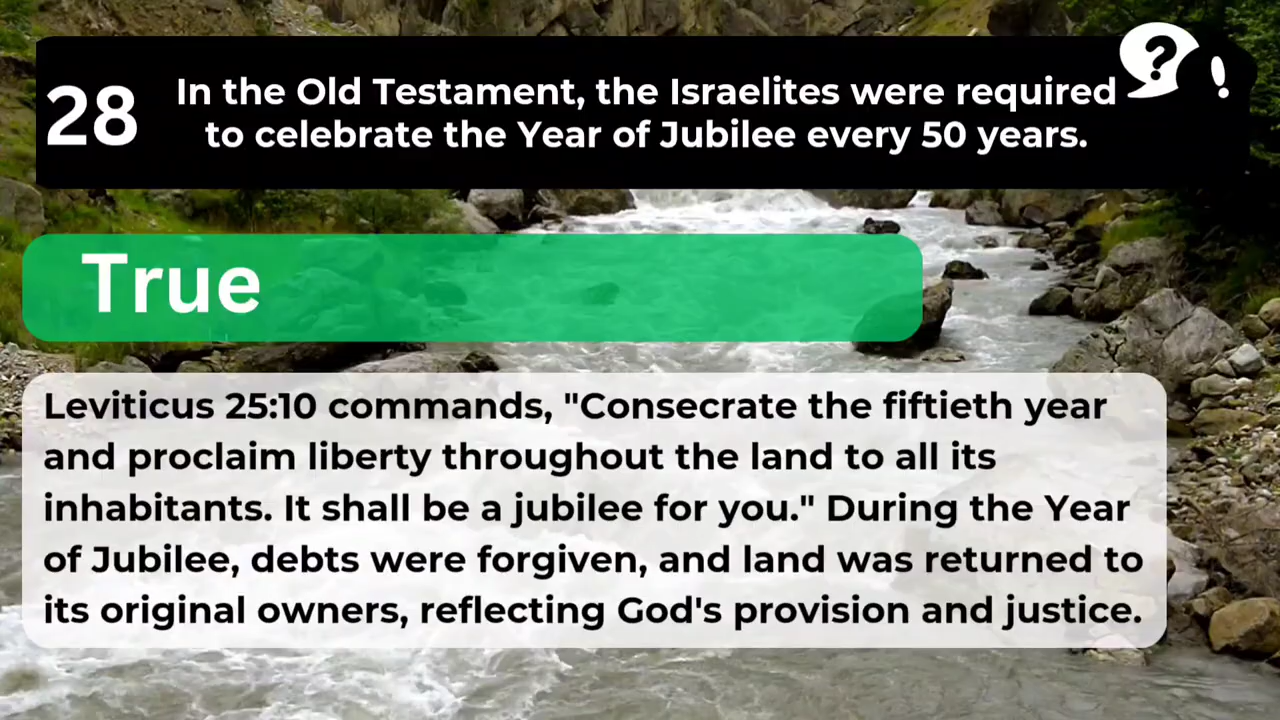 28
In the Old Testament, the Israelites were required
to celebrate the Year of Jubilee every 50 years.
?!
True
Leviticus 25:10 commands, "Consecrate the fiftieth year
and proclaim liberty throughout the land to all its
inhabitants. It shall be a jubilee for you." During the Year
of Jubilee, debts were forgiven, and land was returned to
its original owners, reflecting God's provision and justice.